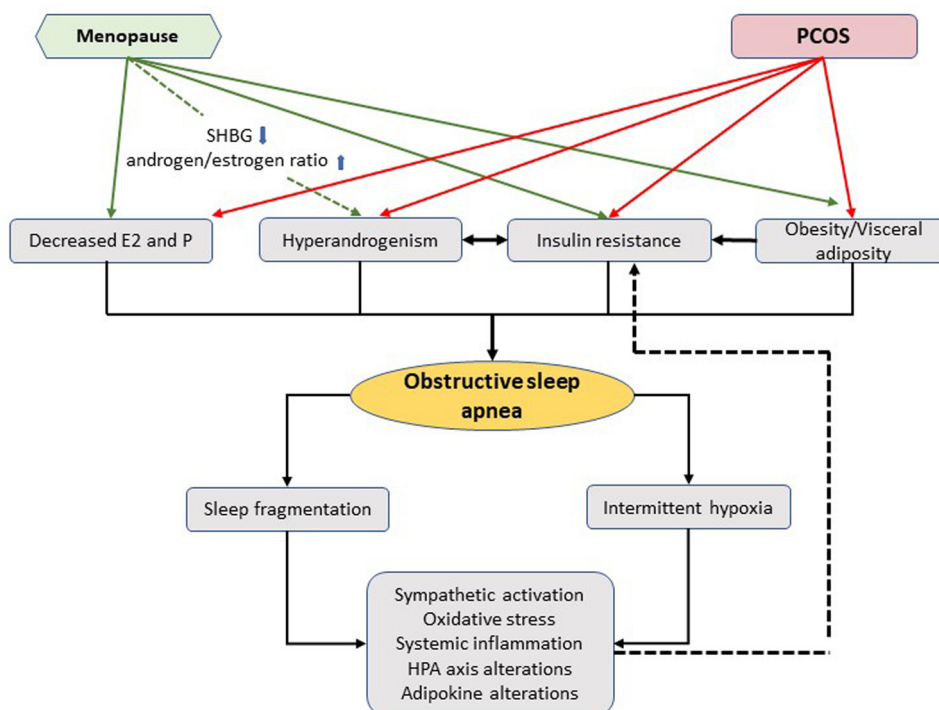 Menopause
PCOS
SHBG
androgen/estrogen ratio
Decreased E2 and P
Hyperandrogenism
Insulin resistance
Obesity/Visceral
adiposity
Obstructive sleep
apnea
Sleep fragmentation
Intermittent hypoxia
Sympathetic activation
Oxidative stress
Systemic inflammation
HPA axis alterations
Adipokine alterations